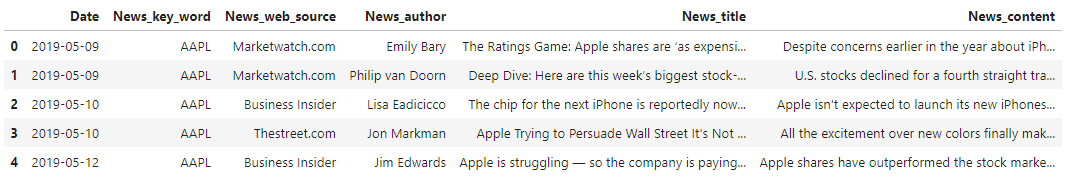 Date News_key_word News_web_source News_author News_title News_content
0 2019-05-09 AAPL Marketwatch.com Emily Bary The Ratings Game: Apple shares are ‘as expensi... Despite concerns earlier in the year about iPh...
1 2019-05-09 AAPL Marketwatch.com Philip van Doorn Deep Dive: Here are this week’s biggest stock-... U.S. stocks declined for a fourth straight tra...
2 2019-05-10 AAPL Business Insider Lisa Eadicicco The chip for the next iPhone is reportedly now... Apple isn't expected to launch its new iPhones...
3 2019-05-10 AAPL Thestreet.com Jon Markman Apple Trying to Persuade Wall Street It's Not ... All the excitement over new colors finally mak...
4 2019-05-12 AAPL Business Insider Jim Edwards Apple is struggling — so the company is paying... Apple shares have outperformed the stock marke...